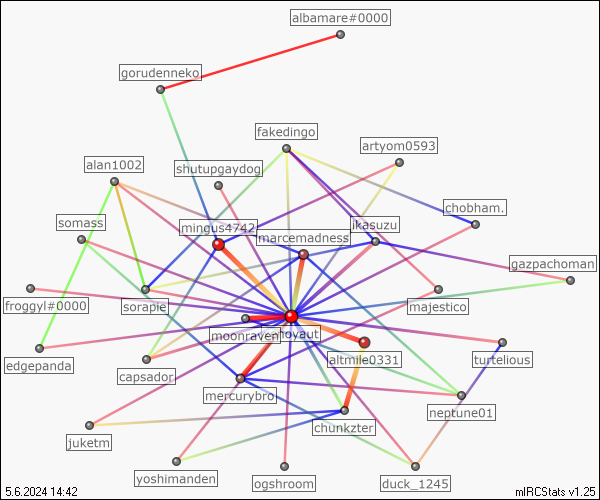 albamare#0000
gorudenneko
fakedingo
artyom0593
alan1002
shutupgaydog
chobham.
somass
mingus4742
marcemadness
ikasuzu
gazpachoman
froggyl#0000
sorapie
majestico
moonraven
oyaut
edgepanda
capsador
altmile0331
turtelious
mercurybro
neptune01
juketm
chunkzter
yoshimanden
ogshroom
duck_1245
5.6.2024 14:42
mIRCStats v1.25